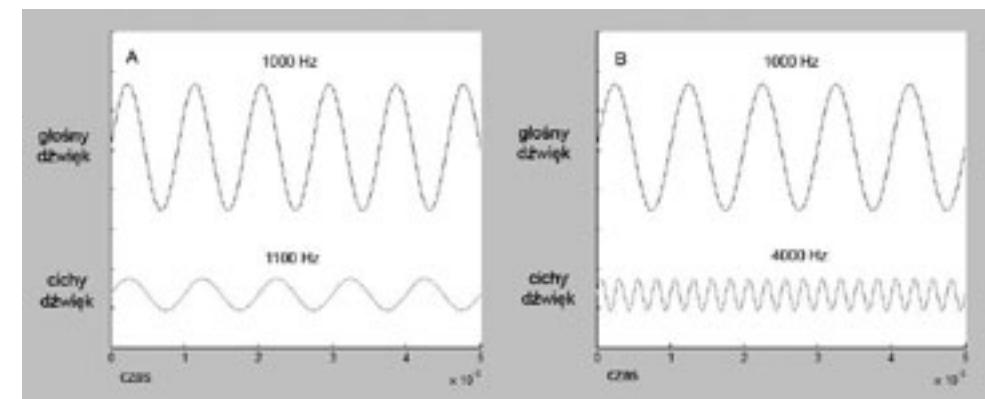 A
1000 Hz
głośny
dźwięk
1100 Hz
cichy
dźwięk
0 1 2 3 4 5
czas
B
1000 Hz
głośny
dźwięk
4000 Hz
cichy
dźwięk
0 1 2 3 4 5
czas